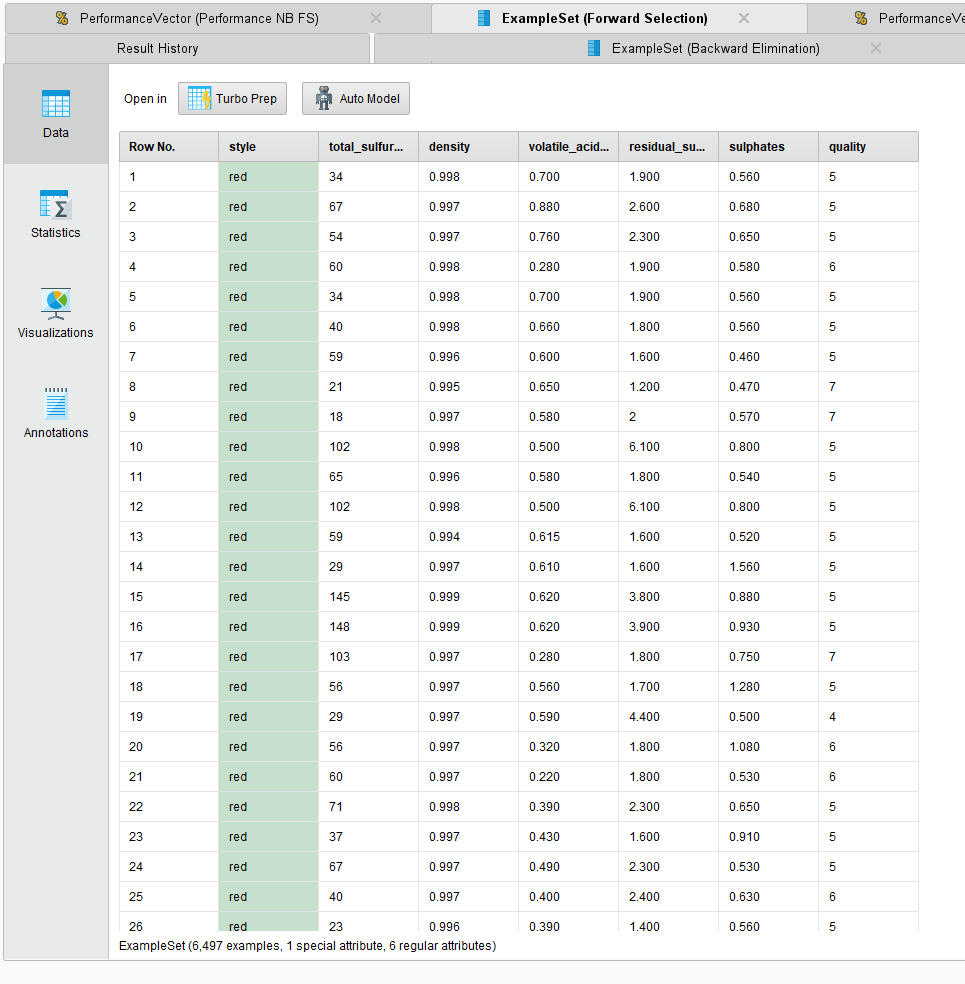 PerformanceVector (Performance NB FS) ExampleSet (Forward Selection) PerformanceVe
Result History ExampleSet (Backward Elimination)
Data
Statistics
Visualizations
Annotations
Open in Turbo Prep Auto Model
Row No. style total_sulfur... density volatile_acid... residual_su... sulphates quality
1 red 34 0.998 0.700 1.900 0.560 5
2 red 67 0.997 0.880 2.600 0.680 5
3 red 54 0.997 0.760 2.300 0.650 5
4 red 60 0.998 0.280 1.900 0.580 6
5 red 34 0.998 0.700 1.900 0.560 5
6 red 40 0.998 0.660 1.800 0.560 5
7 red 59 0.996 0.600 1.600 0.460 5
8 red 21 0.995 0.650 1.200 0.470 7
9 red 18 0.997 0.580 2 0.570 7
10 red 102 0.998 0.500 6.100 0.800 5
11 red 65 0.996 0.580 1.800 0.540 5
12 red 102 0.998 0.500 6.100 0.800 5
13 red 59 0.994 0.615 1.600 0.520 5
14 red 29 0.997 0.610 1.600 1.560 5
15 red 145 0.999 0.620 3.800 0.880 5
16 red 148 0.999 0.620 3.900 0.930 5
17 red 103 0.997 0.280 1.800 0.750 7
18 red 56 0.997 0.560 1.700 1.280 5
19 red 29 0.997 0.590 4.400 0.500 4
20 red 56 0.997 0.320 1.800 1.080 6
21 red 60 0.997 0.220 1.800 0.530 6
22 red 71 0.998 0.390 2.300 0.650 5
23 red 37 0.997 0.430 1.600 0.910 5
24 red 67 0.997 0.490 2.300 0.530 5
25 red 40 0.997 0.400 2.400 0.630 6
26 red 23 0.996 0.390 1.400 0.560 5
ExampleSet (6,497 examples, 1 special attribute, 6 regular attributes)